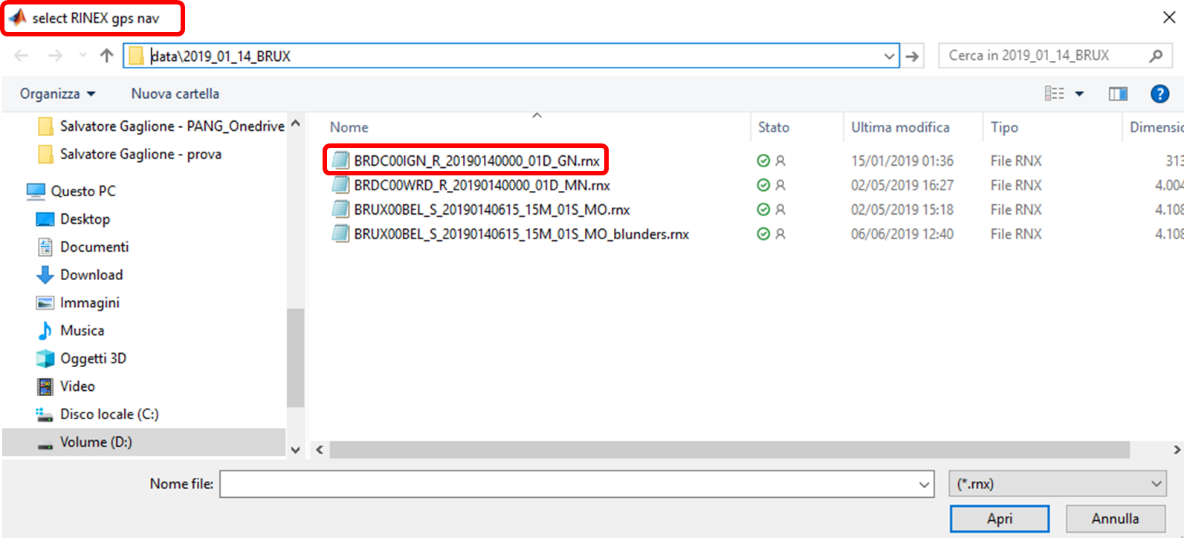 select RINEX gps nav
data\2019_01_14_BRUX
Cerca in 2019_01_14_BRUX
Organizza
Nuova cartella
Salvatore Gaglione - PANG_Onedrive
Salvatore Gaglione - prova
Questo PC
Desktop
Documenti
Download
Immagini
Musica
Oggetti 3D
Video
Disco locale (C:)
Volume (D:)
Nome Stato Ultima modifica Tipo Dimensic
BRDC00IGN_R_20190140000_01D_GN.rnx 15/01/2019 01:36 File RNX 313
BRDC00WRD_R_20190140000_01D_MN.rnx 02/05/2019 16:27 File RNX 4.004
BRUX00BEL_S_20190140615_15M_01S_MO.rnx 02/05/2019 15:18 File RNX 4.108
BRUX00BEL_S_20190140615_15M_01S_MO_blunders.rnx 06/06/2019 12:40 File RNX 4.108
Nome file:
(*.rnx)
Apri
Annulla